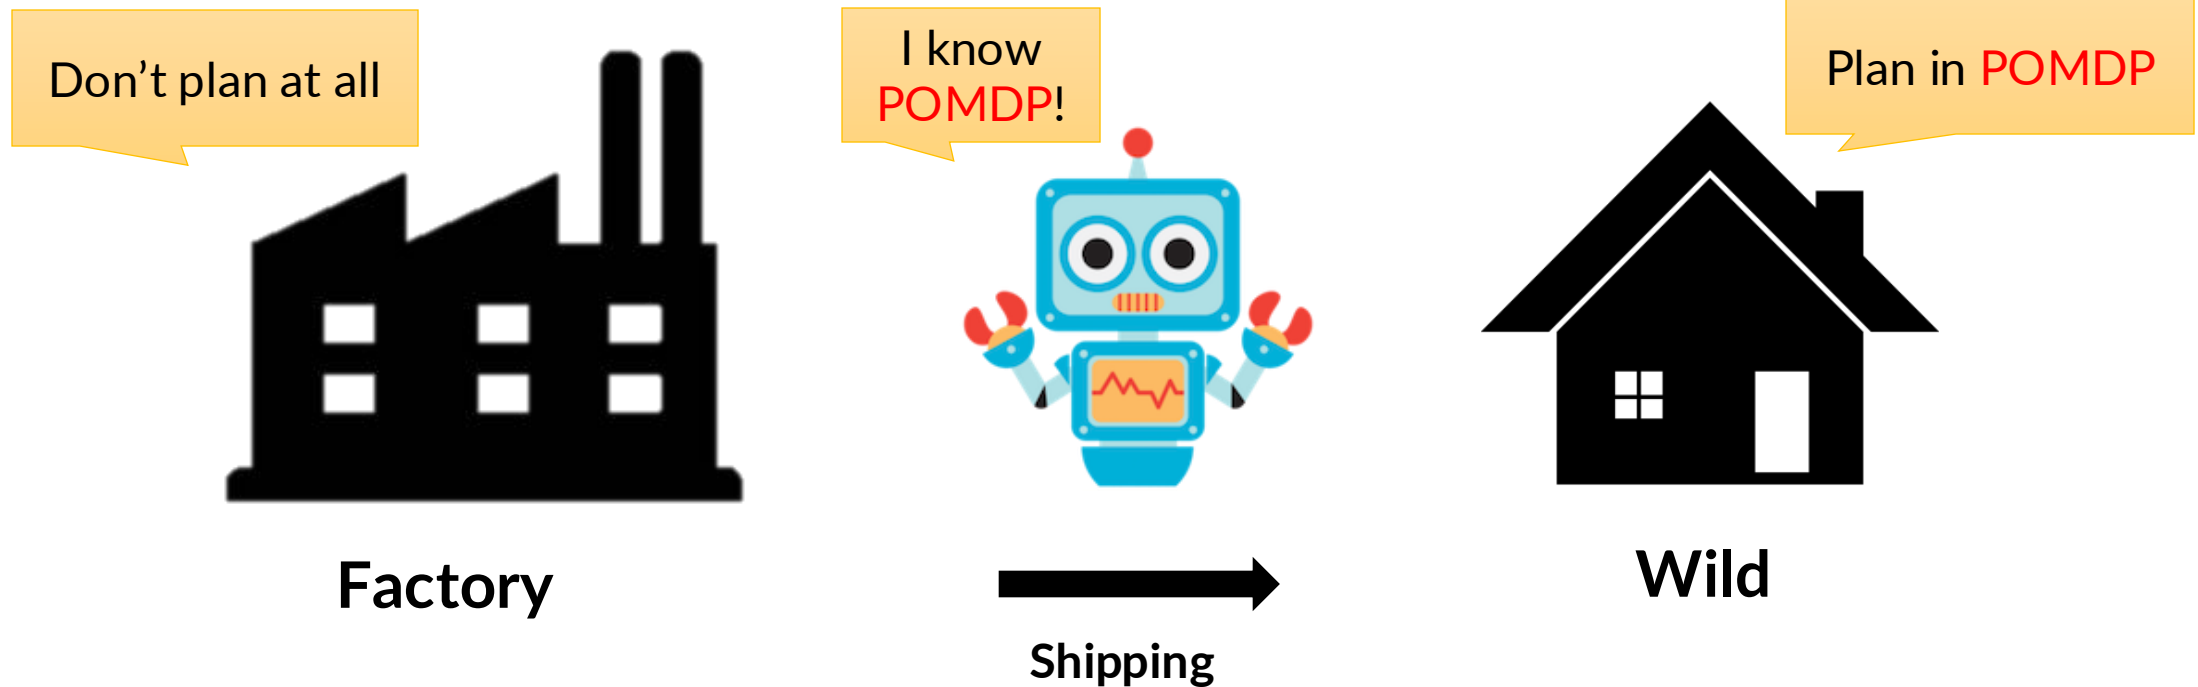 Don’t plan at all
I know
POMDP!
Plan in POMDP
Factory
Shipping
Wild